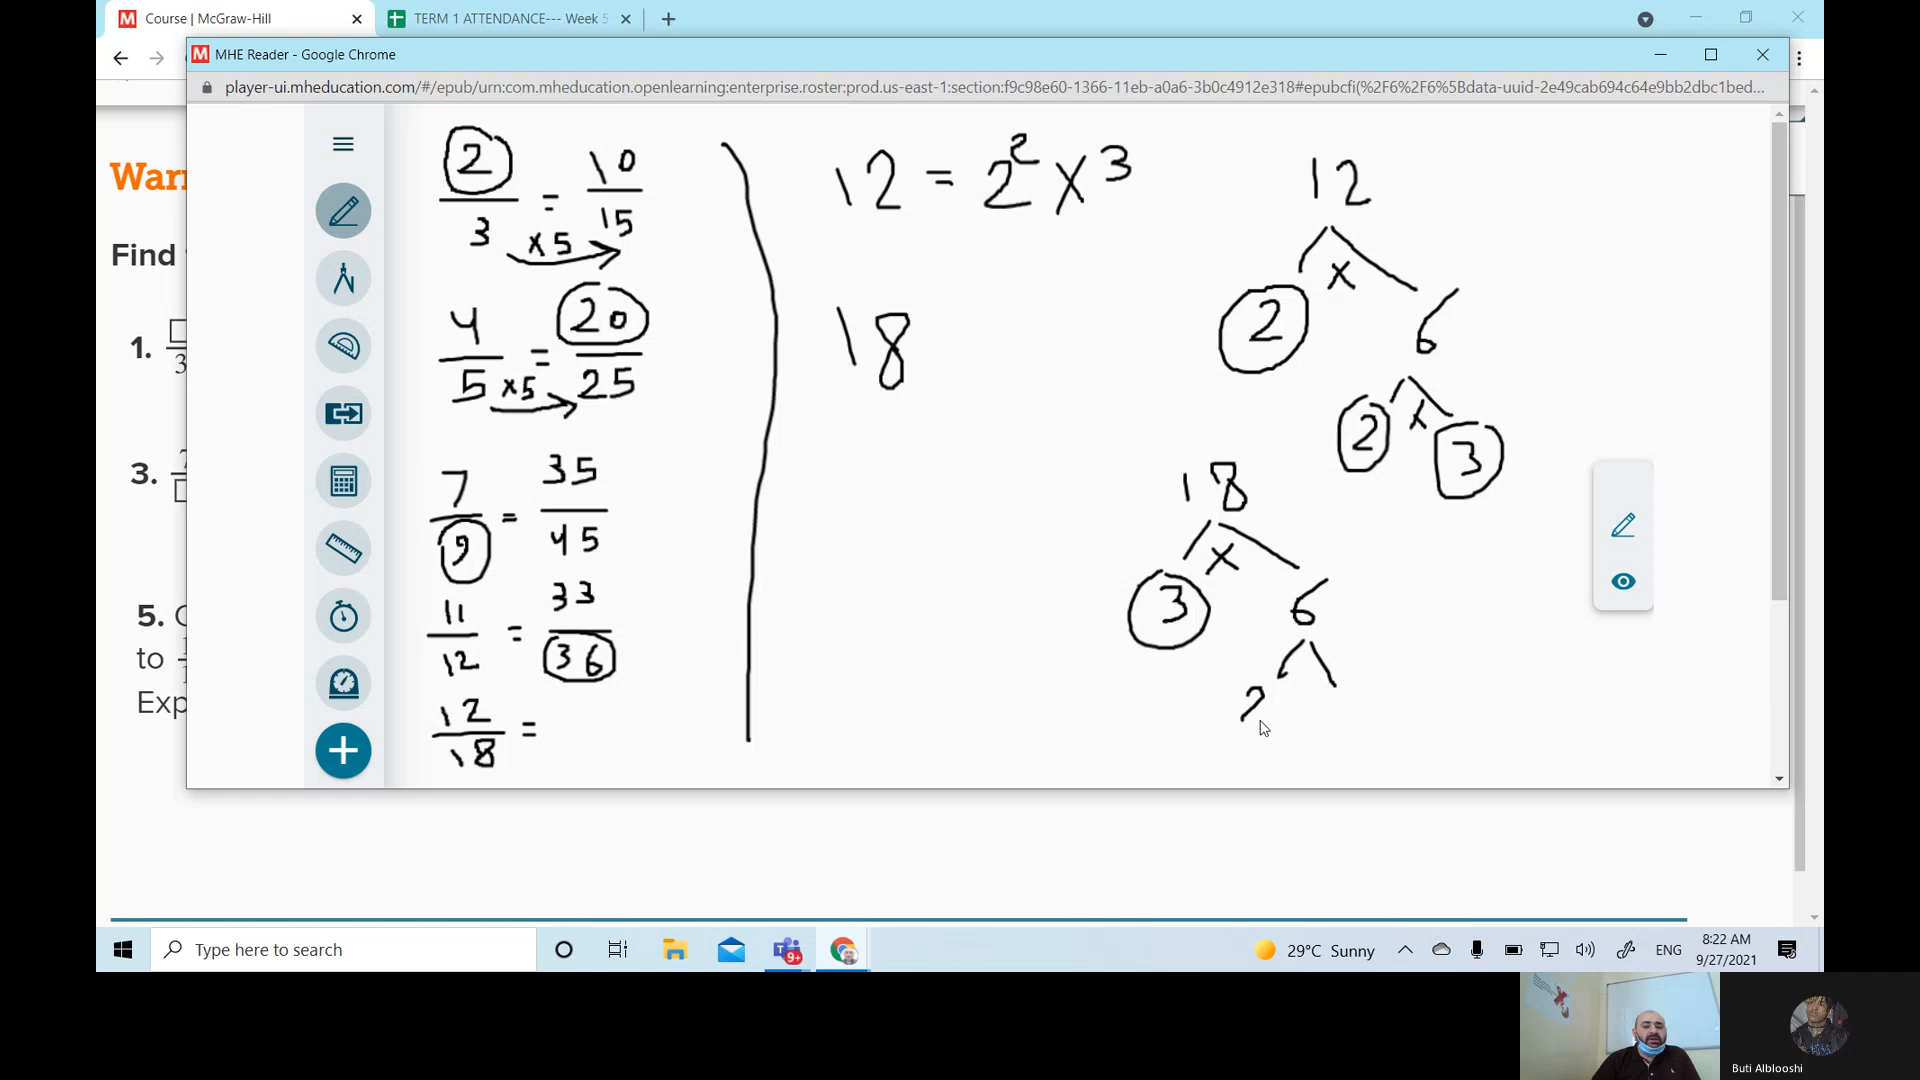 Course | McGraw-Hill
TERM 1 ATTENDANCE--- Week 5
MHE Reader - Google Chrome
player-ui.mheducation.com/#/epub/urn:com.mheducation.openlearning:enterprise.roster:prod.us-east-1:section:f9c98e60-1366-11eb-a0a6-3b0c4912e318#epubcfi(%2F6%2F6%5Bdata-uuid-2e49cab694c64e9bb2dbc1bed...
Find
1.
3
3.
5.
to
2/3 = 10/15
×5
4/5 = 20/25
×5
7/9 = 35/45
11/12 = 33/36
12/18 =
12 = 2² × 3
18
12
×
2 6
×
2 3
18
×
3 6
2
Type here to search
9+
29°C Sunny
ENG
8:22 AM
9/27/2021
Buti Alblooshi